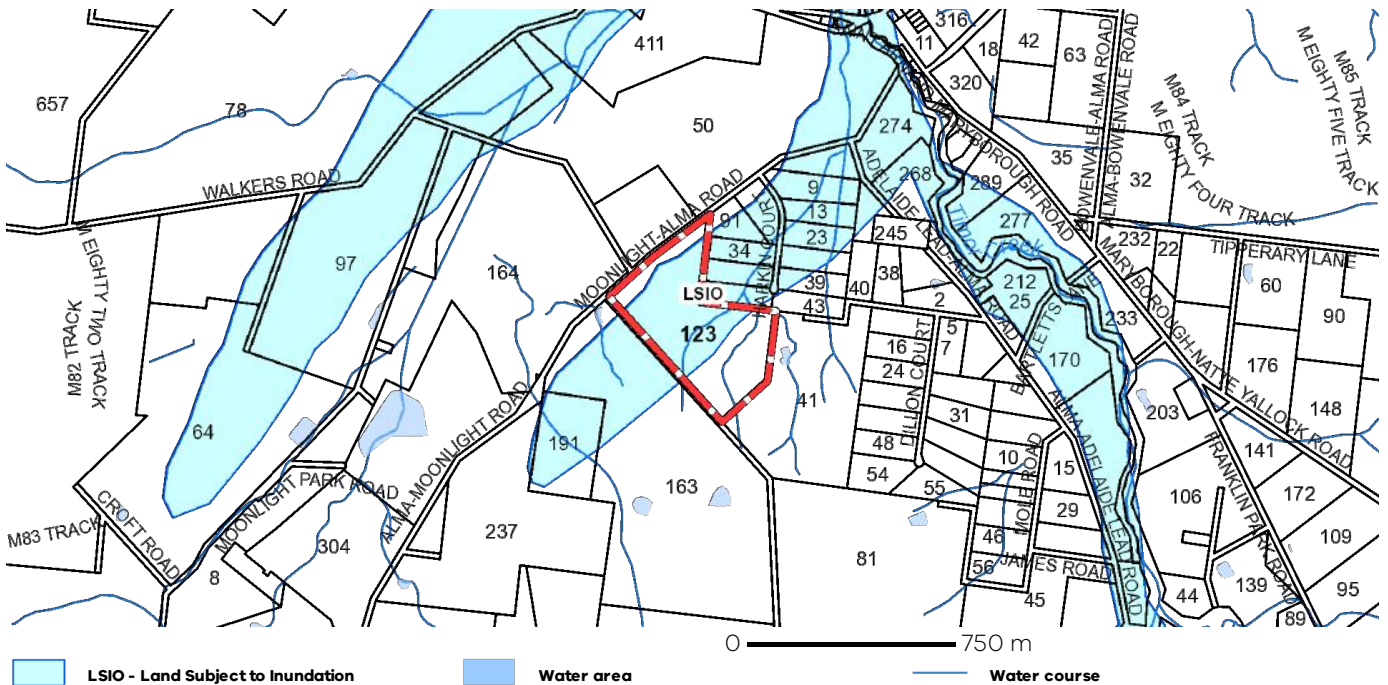 316
11
18
42
63
411
320
657
78
50
274
MARYBOROUGH ROAD
35
BOWENVALE ALMA ROAD
ALMA-BOWENVALE ROAD
M84 TRACK
M EIGHTY FOUR TRACK
M85 TRACK
M EIGHTY FIVE TRACK
WALKERS ROAD
268
289
32
9
13
91
23
34
277
245
ADELAIDE LEAD-ALMA ROAD
232
22
TIPPERARY LANE
M EIGHTY TWO TRACK
M82 TRACK
97
164
MOONLIGHT-ALMA ROAD
LSIO
39
43
40
38
2
212
25
60
90
233
MARYBOROUGH-NATTE YALLOCK ROAD
123
5
7
16
24
DILLION COURT
170
176
148
64
191
41
31
203
48
54
55
10
15
MOLE ROAD
141
163
106
172
FRANKLIN PARK ROAD
MOONLIGHT PARK ROAD
ALMA-MOONLIGHT ROAD
CROFT ROAD
M83 TRACK
237
304
8
81
46
29
56
JAMES ROAD
45
ALMA ADELAIDE LEAD ROAD
109
139
95
44
89
0 750 m
LSIO - Land Subject to Inundation
Water area
Water course